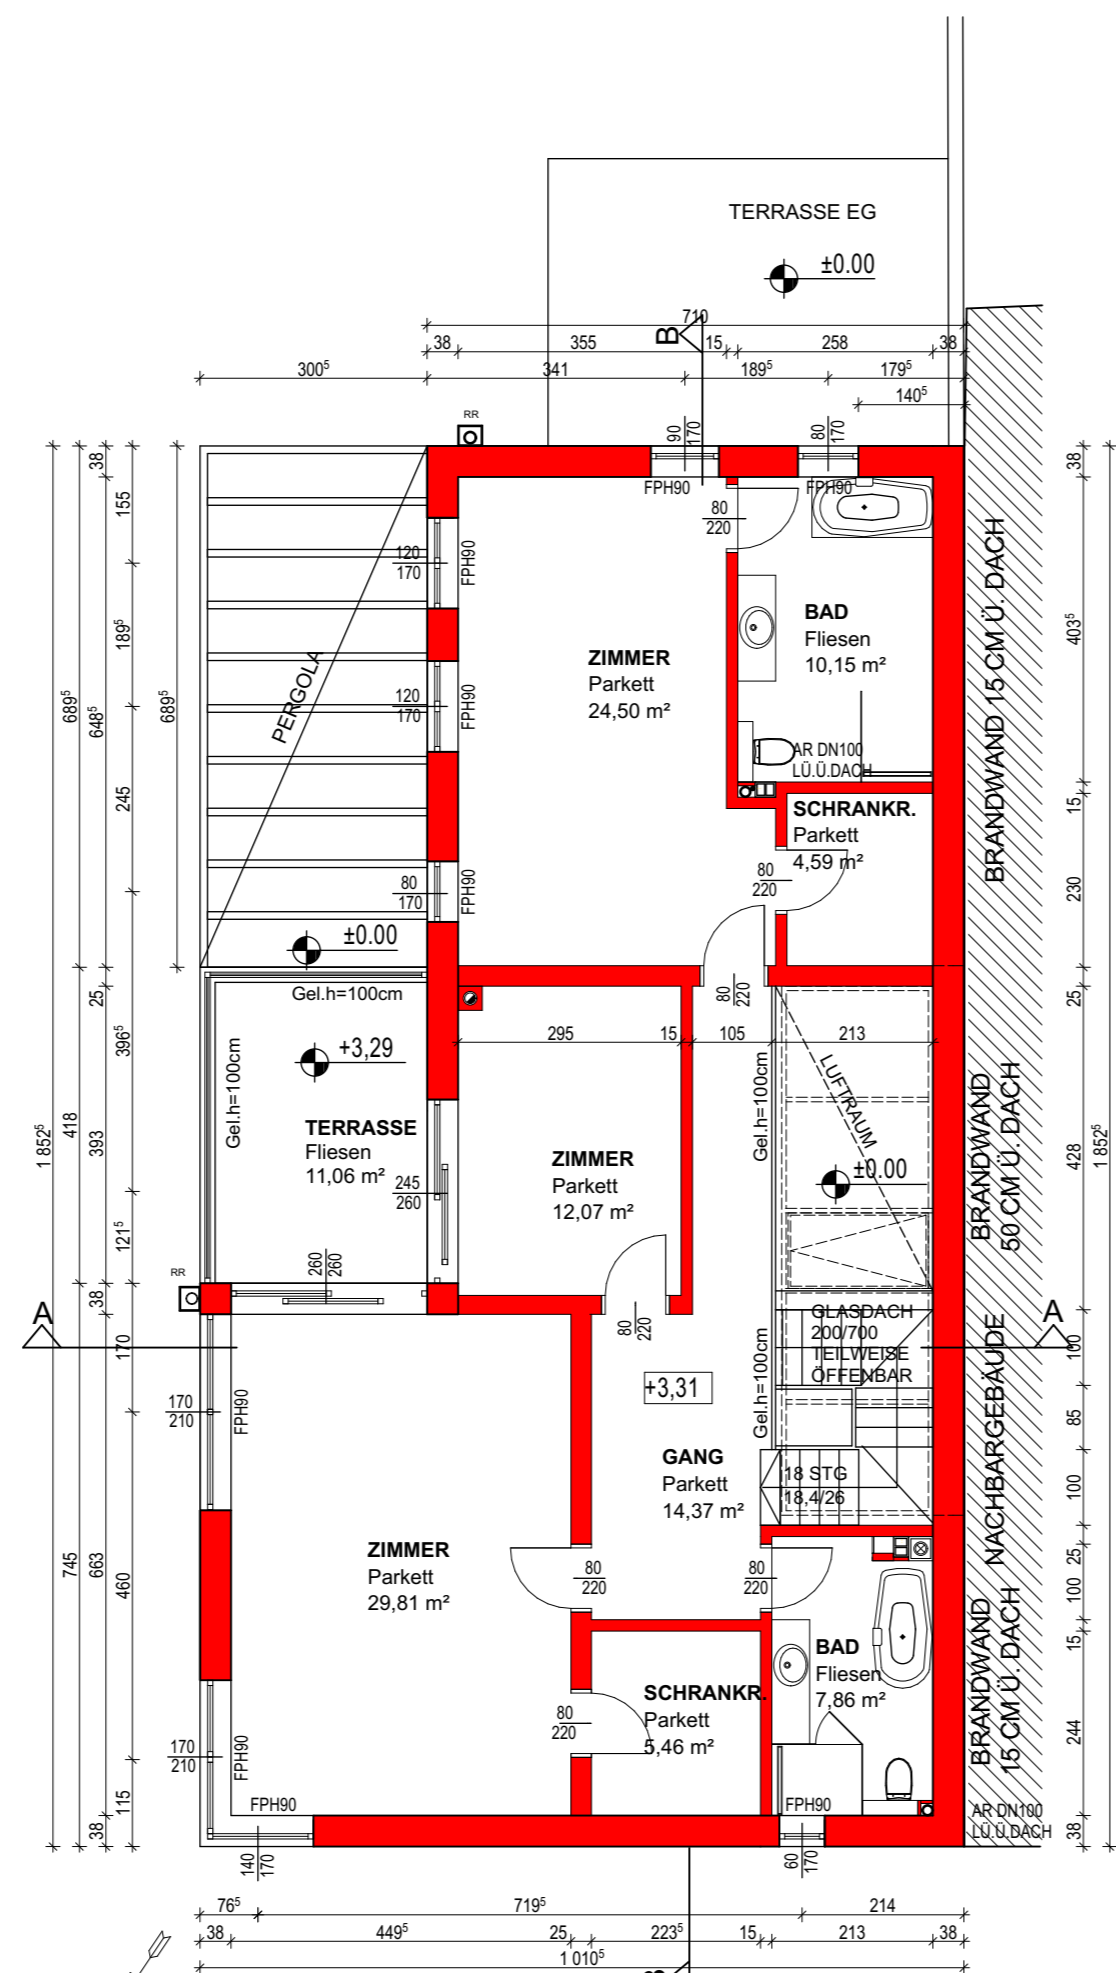 TERRASSE EG
±0.00
710
38 355 15 258 38
B
300⁵ 341 189⁵ 179⁵
140⁵
RR
90
170
80
170
FPH90 FPH90
80
220
120
170
FPH90
120
170
FPH90
80
170
FPH90
PERGOLA
±0.00
ZIMMER
Parkett
24,50 m²
BAD
Fliesen
10,15 m²
AR DN100
LÜ.Ü.DACH
SCHRANKR.
Parkett
4,59 m²
80
220
80
220
Gel.h=100cm
Gel.h=100cm
+3,29
TERRASSE
Fliesen
11,06 m²
245
260
260
260
295 15 105 213
ZIMMER
Parkett
12,07 m²
80
220
Gel.h=100cm
LUFTRAUM
±0.00
RR
A
A
GLASDACH
200/700
TEILWEISE
ÖFFENBAR
Gel.h=100cm
+3,31
GANG
Parkett
14,37 m²
18 STG
18,4/26
170
210
FPH90
ZIMMER
Parkett
29,81 m²
80
220
80
220
BAD
Fliesen
7,86 m²
SCHRANKR.
Parkett
5,46 m²
80
220
170
210
FPH90
FPH90
FPH90
140
170
60
170
AR DN100
LÜ.Ü.DACH
BRANDWAND 15 CM Ü. DACH
BRANDWAND
50 CM Ü. DACH
NACHBARGEBÄUDE
BRANDWAND
15 CM Ü. DACH
1 852⁵
689⁵
418
745
38
648⁵
25
393
38
663
38
155
189⁵
245
396⁵
121⁵
170
460
115
689⁵
38
403⁵
15
230
25
428
100
85
100
25
100
15
244
38
1 852⁵
76⁵ 719⁵ 214
38 449⁵ 25 223⁵ 15 213 38
1 010⁵